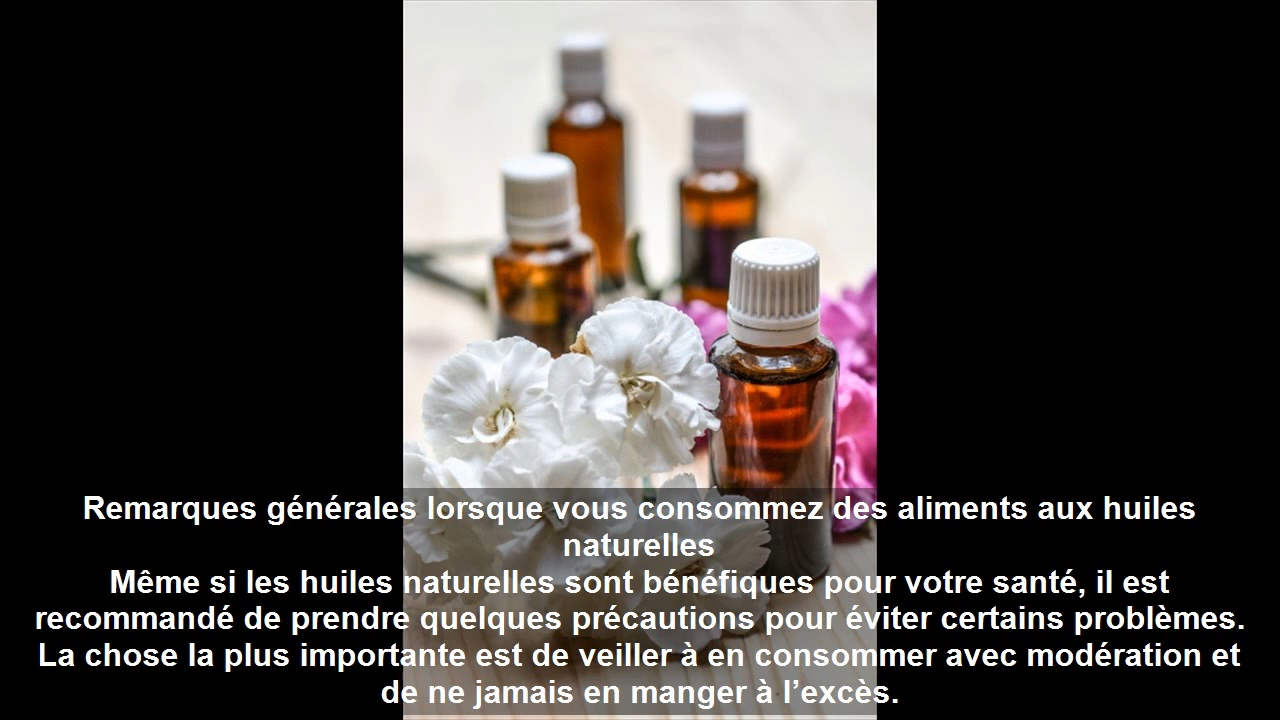 Remarques générales lorsque vous consommez des aliments aux huiles
naturelles
Même si les huiles naturelles sont bénéfiques pour votre santé, il est
recommandé de prendre quelques précautions pour éviter certains problèmes.
La chose la plus importante est de veiller à en consommer avec modération et
de ne jamais en manger à l’excès.